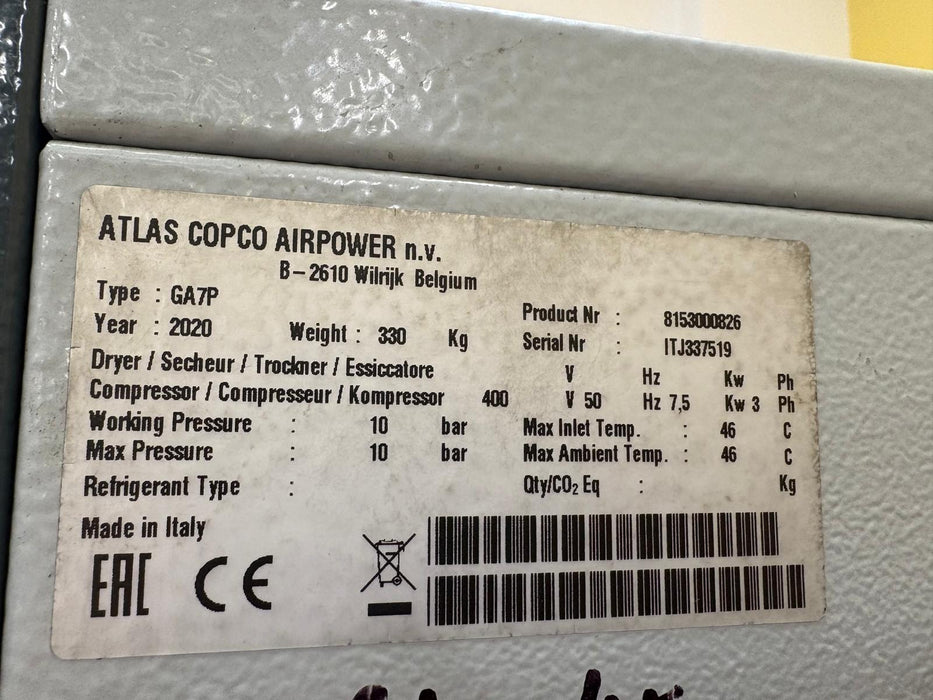 ATLAS COPCO AIRPOWER n.v.
B-2610 Wilrijk Belgium
Type : GA7P
Year : 2020 Weight : 330 Kg
Product Nr : 8153000826
Serial Nr : ITJ337519
Dryer / Secheur / Trockner / Essiccatore V Hz Kw Ph
Compressor / Compresseur / Kompressor 400 V 50 Hz 7,5 Kw 3 Ph
Working Pressure : 10 bar Max Inlet Temp. : 46 C
Max Pressure : 10 bar Max Ambient Temp. : 46 C
Refrigerant Type : Qty/CO₂ Eq : Kg
Made in Italy
EAC CE